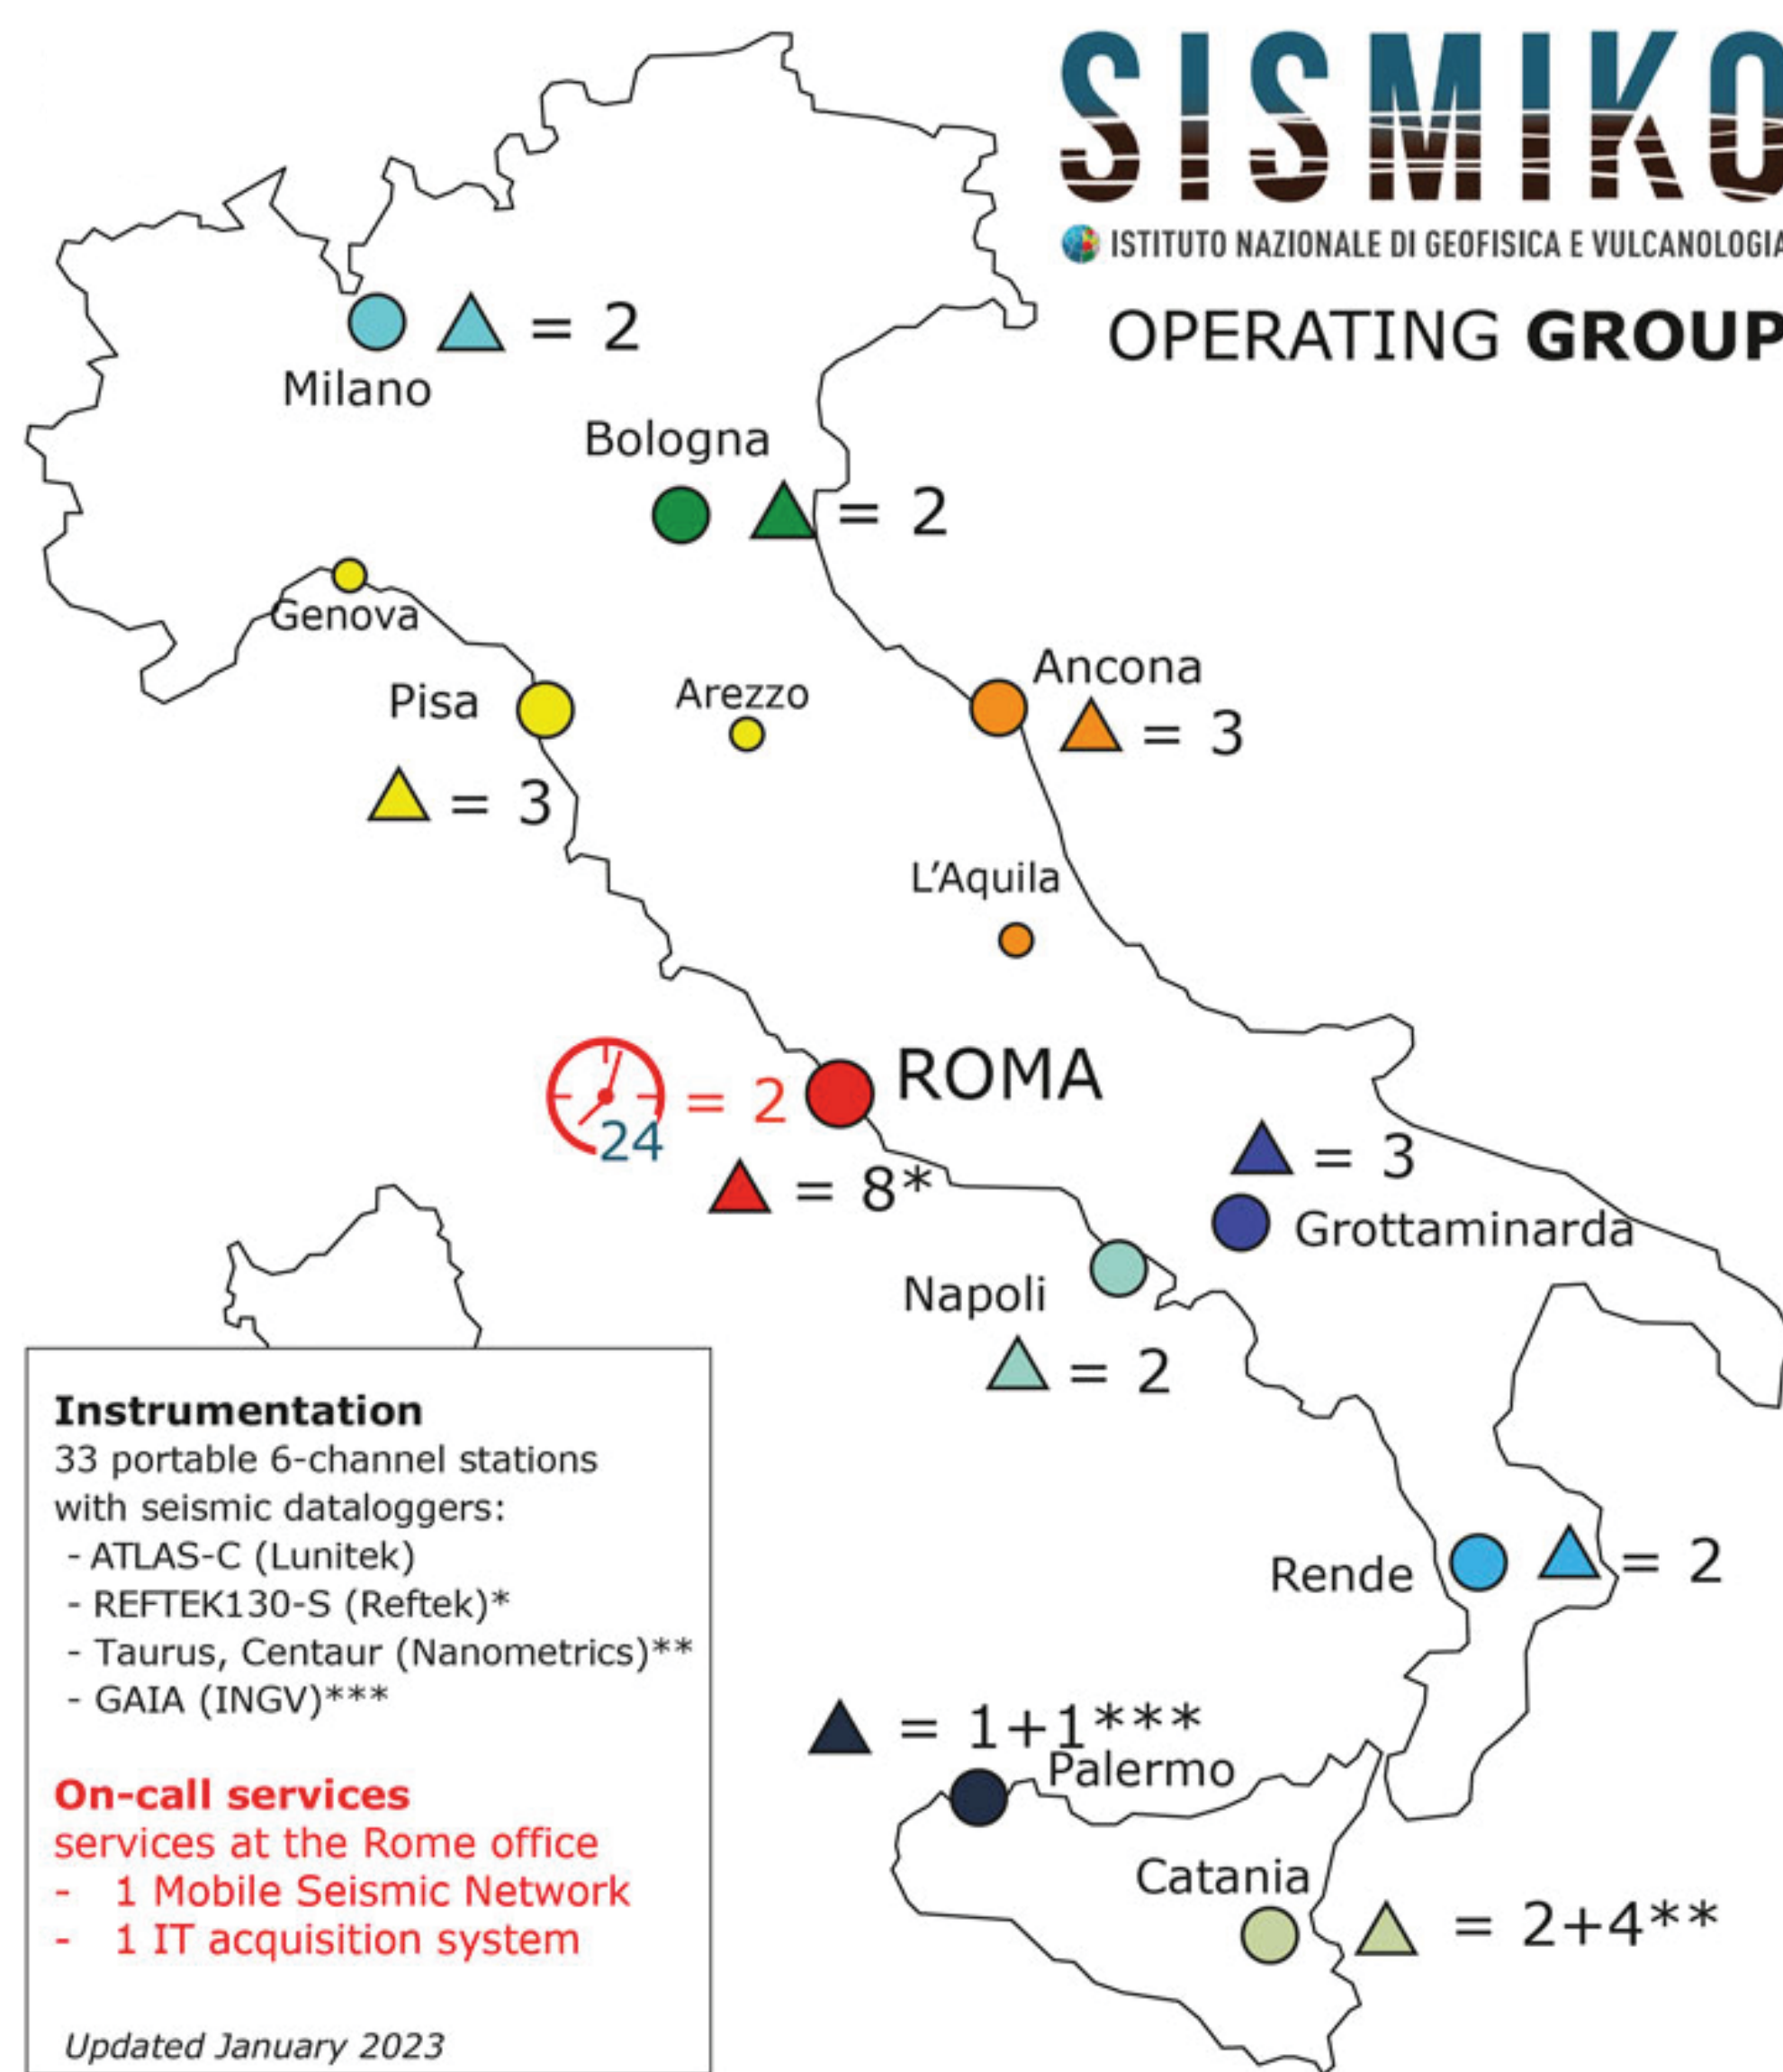 SISMIKO
ISTITUTO NAZIONALE DI GEOFISICA E VULCANOLOGIA
OPERATING GROUP
= 2
Milano
Bologna
= 2
Genova
Ancona
Pisa
Arezzo
= 3
= 3
L'Aquila
ROMA
= 2
24
= 8*
= 3
Grottaminarda
Napoli
= 2
Instrumentation
33 portable 6-channel stations
with seismic dataloggers:
- ATLAS-C (Lunitek)
- REFTEK130-S (Reftek)*
- Taurus, Centaur (Nanometrics)**
- GAIA (INGV)***
On-call services
services at the Rome office
- 1 Mobile Seismic Network
- 1 IT acquisition system
Updated January 2023
Rende
= 2
= 1+1***
Palermo
Catania
= 2+4**